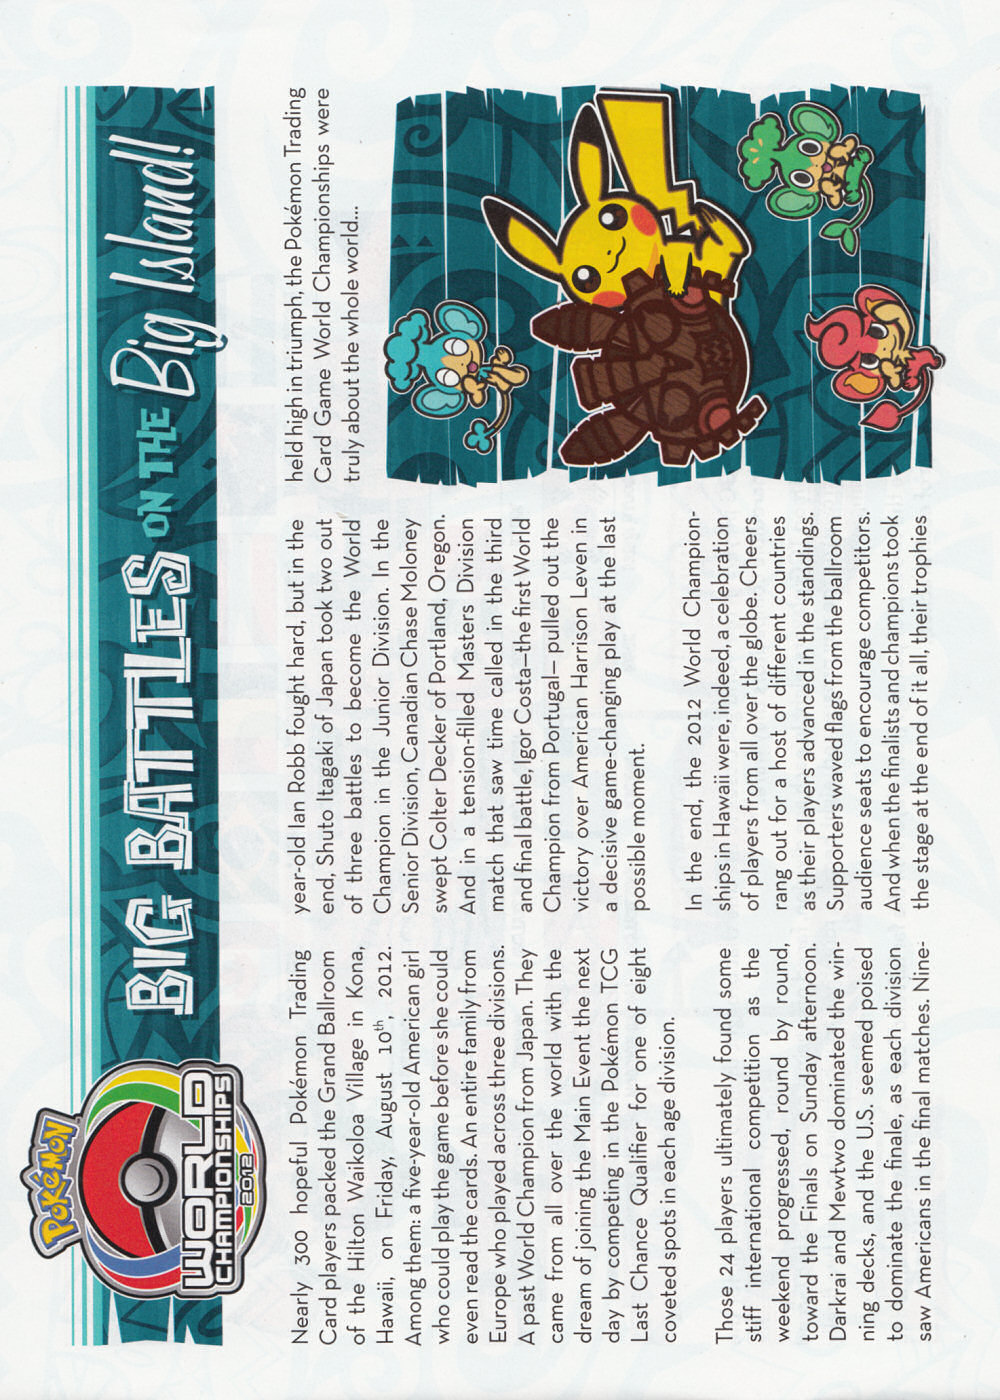 Pokémon
WORLD
CHAMPIONSHIPS
2012
BIG BATTLES ON THE Big Island!
Nearly 300 hopeful Pokémon Trading
Card players packed the Grand Ballroom
of the Hilton Waikoloa Village in Kona,
Hawaii, on Friday, August 10th, 2012.
Among them: a five-year-old American girl
who could play the game before she could
even read the cards. An entire family from
Europe who played across three divisions.
A past World Champion from Japan. They
came from all over the world with the
dream of joining the Main Event the next
day by competing in the Pokémon TCG
Last Chance Qualifier for one of eight
coveted spots in each age division.
Those 24 players ultimately found some
stiff international competition as the
weekend progressed, round by round,
toward the Finals on Sunday afternoon.
Darkrai and Mewtwo dominated the win-
ning decks, and the U.S. seemed poised
to dominate the finale, as each division
saw Americans in the final matches. Nine-
year-old Ian Robb fought hard, but in the
end, Shuto Itagaki of Japan took two out
of three battles to become the World
Champion in the Junior Division. In the
Senior Division, Canadian Chase Moloney
swept Colter Decker of Portland, Oregon.
And in a tension-filled Masters Division
match that saw time called in the third
and final battle, Igor Costa—the first World
Champion from Portugal— pulled out the
victory over American Harrison Leven in
a decisive game-changing play at the last
possible moment.
In the end, the 2012 World Champion-
ships in Hawaii were, indeed, a celebration
of players from all over the globe. Cheers
rang out for a host of different countries
as their players advanced in the standings.
Supporters waved flags from the ballroom
audience seats to encourage competitors.
And when the finalists and champions took
the stage at the end of it all, their trophies
held high in triumph, the Pokémon Trading
Card Game World Championships were
truly about the whole world...